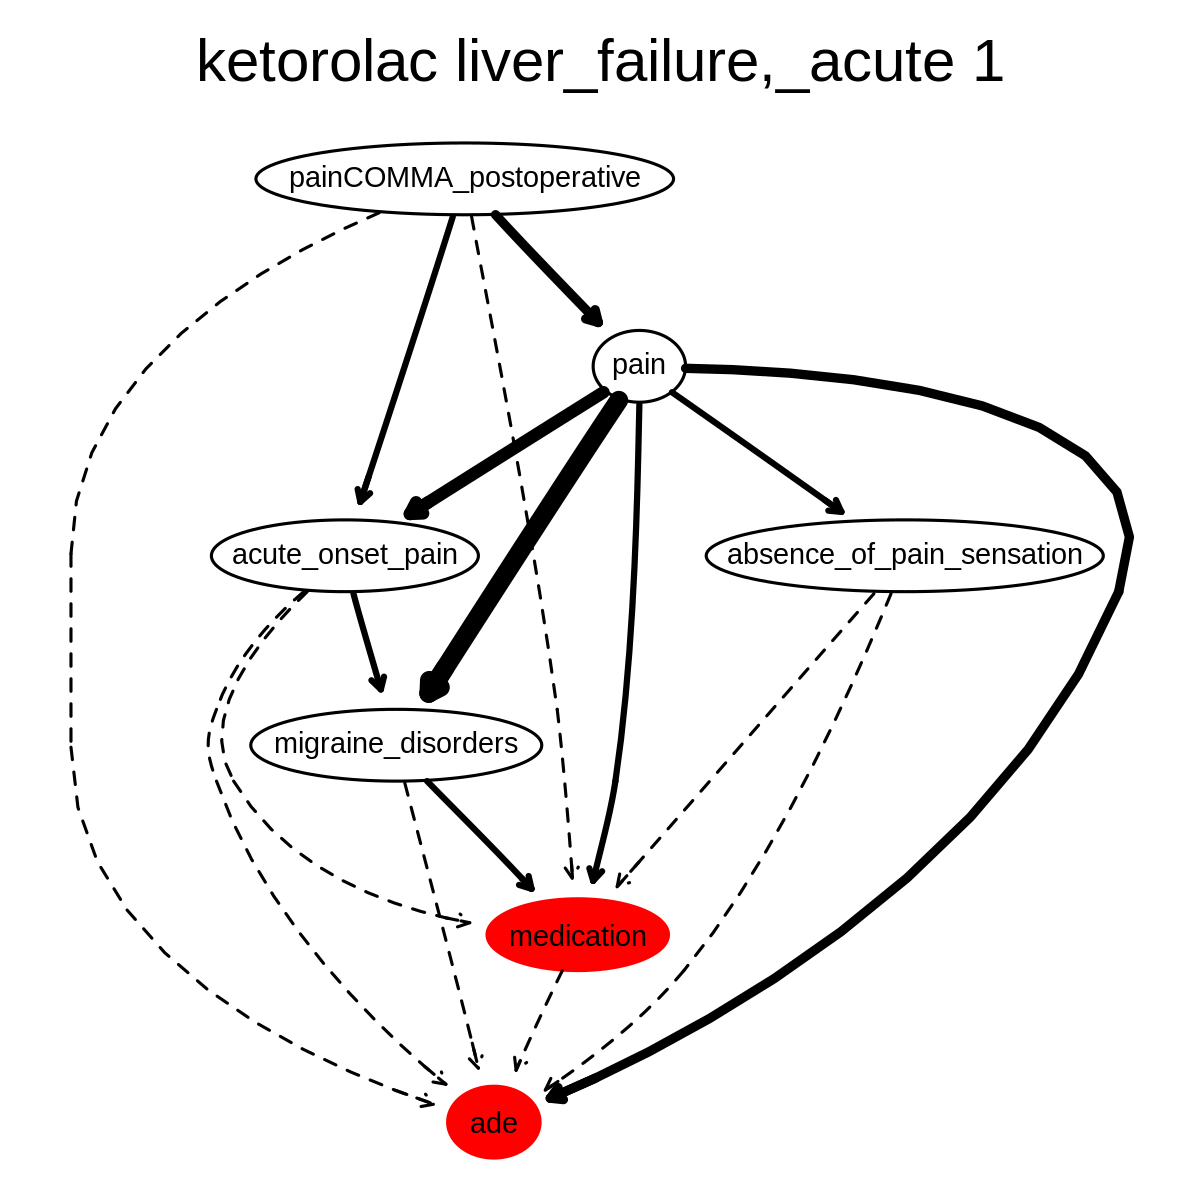 ketorolac liver_failure,_acute 1
painCOMMA_postoperative
pain
acute_onset_pain
absence_of_pain_sensation
migraine_disorders
medication
ade